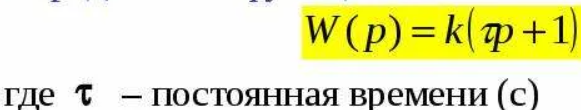 W(p) = k(τp + 1)
где τ – постоянная времени (с)